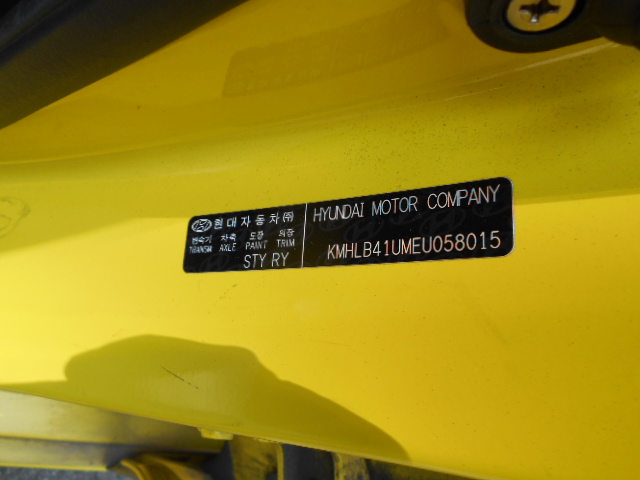 현대자동차(주)
변속기 차축 도장 의장
TRANSM AXLE PAINT TRIM
STY RY
HYUNDAI MOTOR COMPANY
KMHLB41UMEU058015